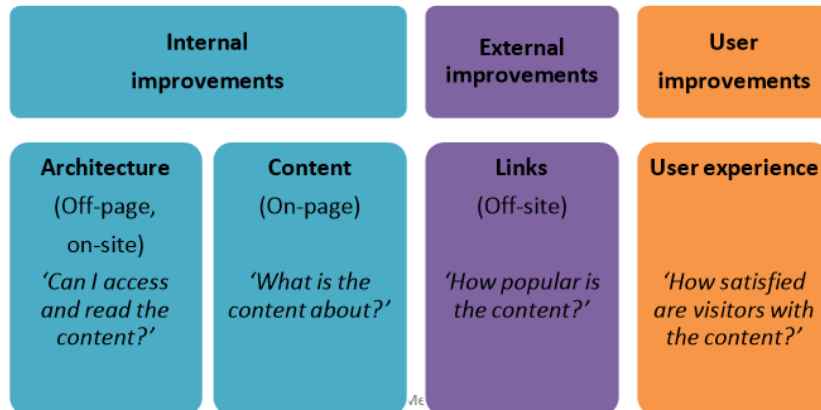 Internal
improvements
External
improvements
User
improvements
Architecture
(Off-page,
on-site)
‘Can I access
and read the
content?’
Content
(On-page)
‘What is the
content about?’
Links
(Off-site)
‘How popular is
the content?’
User experience
‘How satisfied
are visitors with
the content?’